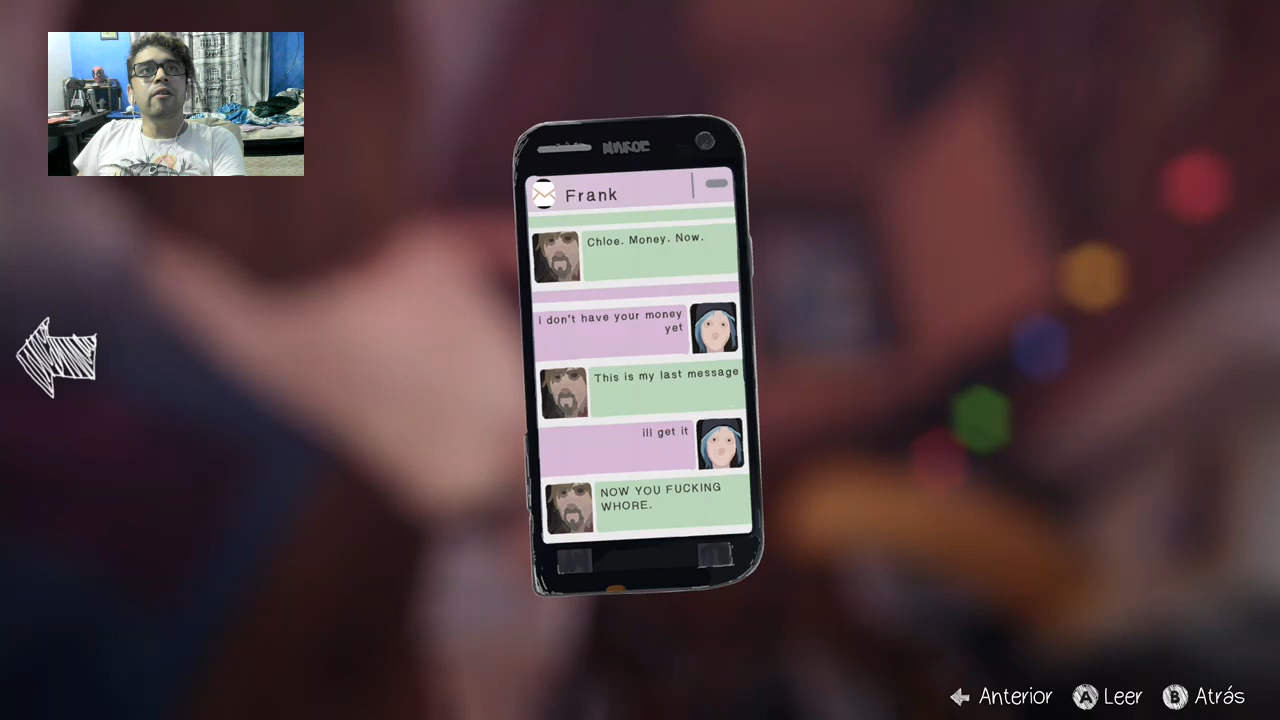 Frank
Chloe. Money. Now.
i don't have your money
yet
This is my last message
ill get it
NOW YOU FUCKING
WHORE.
Anterior
A Leer
B Atrás